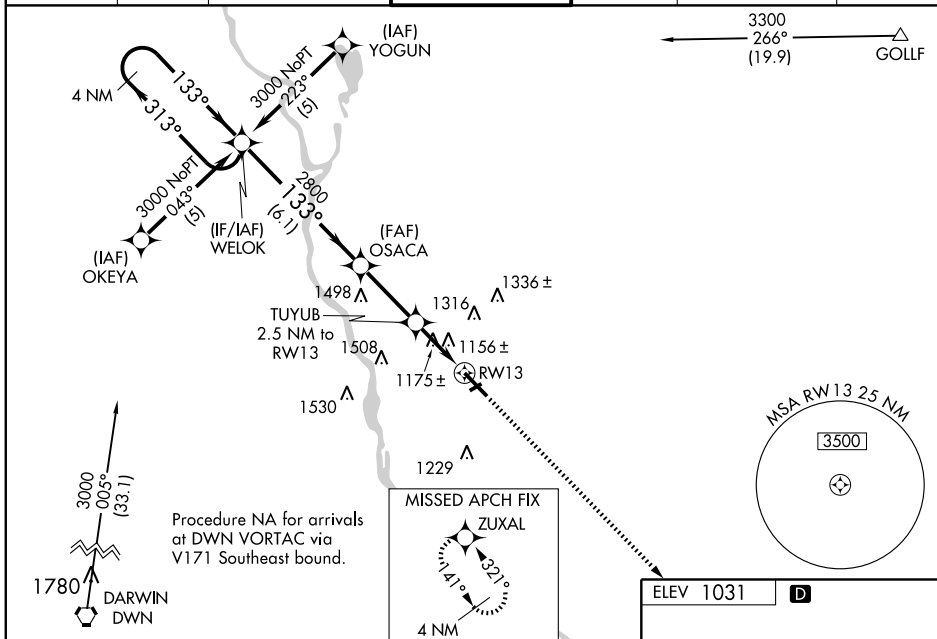 (IAF)
YOGUN
3300
266°
(19.9)
GOLLF
4 NM
133°
313°
3000 NoPT
223°
(5)
3000 NoPT
043°
(5)
(IAF)
OKEYA
(IF/IAF)
WELOK
2800
133°
(6.1)
(FAF)
OSACA
1498
1336 ±
1316
TUYUB
2.5 NM to
RW13
1508
1156 ±
1175 ±
RW13
1530
1229
MSA RW13 25 NM
3500
3000
005°
(33.1)
1780
DARWIN
DWN
Procedure NA for arrivals
at DWN VORTAC via
V171 Southeast bound.
MISSED APCH FIX
ZUXAL
141°
321°
4 NM
ELEV 1031
D